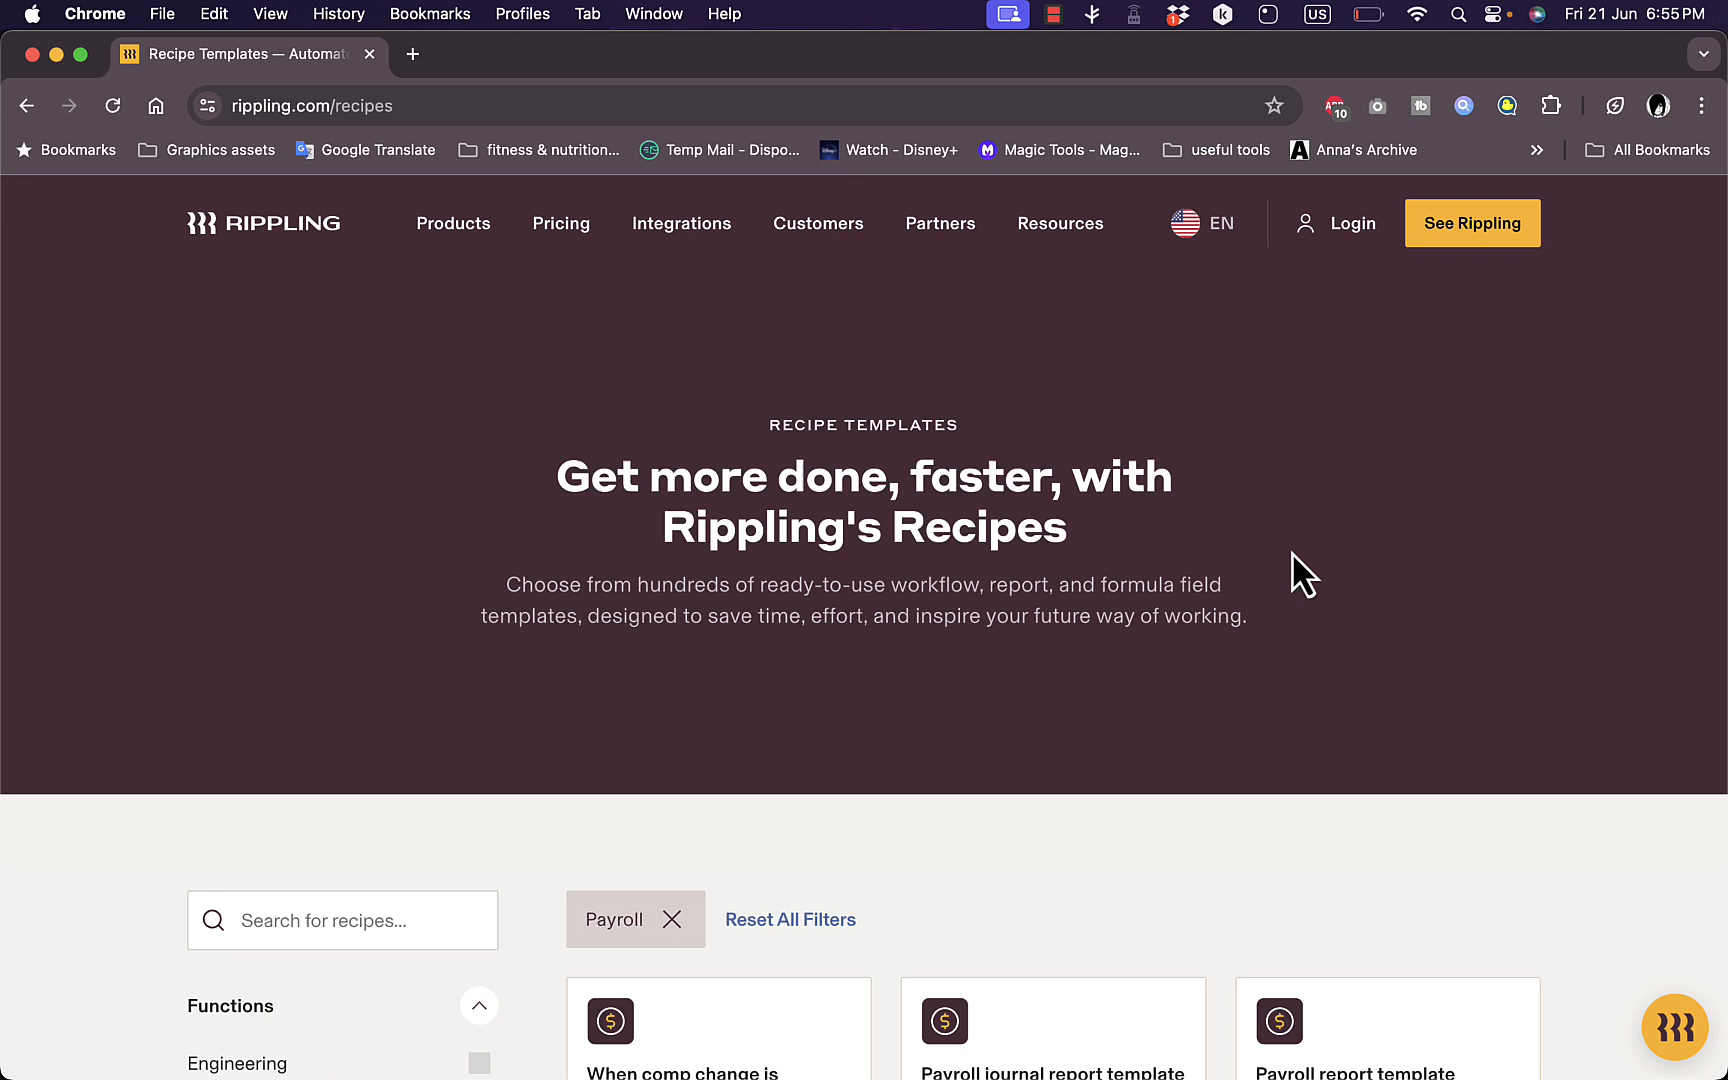 Chrome File Edit View History Bookmarks Profiles Tab Window Help
1 US Fri 21 Jun 6:55 PM
Recipe Templates — Automat
rippling.com/recipes
ABP 10 tb
Bookmarks Graphics assets Google Translate fitness & nutrition... Temp Mail - Dispo... Watch - Disney+ Magic Tools - Mag... useful tools Anna's Archive All Bookmarks
RIPPLING Products Pricing Integrations Customers Partners Resources EN Login See Rippling
RECIPE TEMPLATES
Get more done, faster, with
Rippling's Recipes
Choose from hundreds of ready-to-use workflow, report, and formula field
templates, designed to save time, effort, and inspire your future way of working.
Search for recipes...
Payroll Reset All Filters
Functions
Engineering
When comp change is
Payroll journal report template
Payroll report template